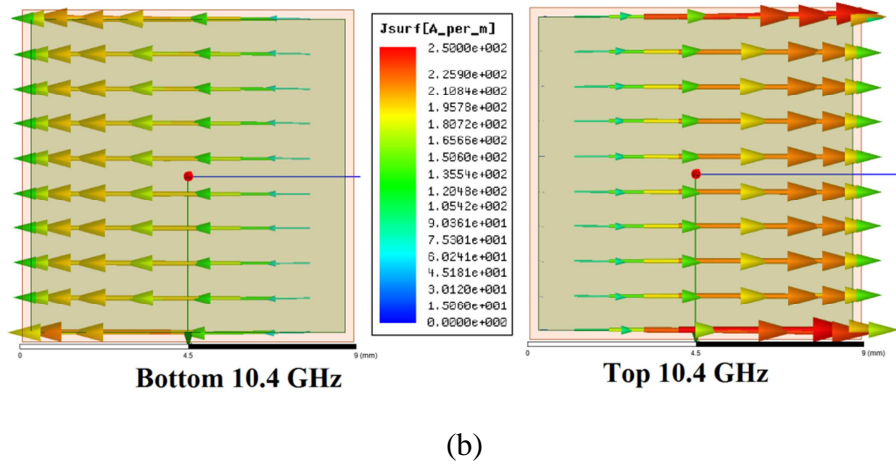 Jsurf[A_per_m]
2.5000e+002
2.2590e+002
2.1084e+002
1.9578e+002
1.8072e+002
1.6566e+002
1.5060e+002
1.3554e+002
1.2048e+002
1.0542e+002
9.0361e+001
7.5301e+001
6.0241e+001
4.5181e+001
3.0120e+001
1.5060e+001
0.0000e+000
0 4.5 9 (mm)
0 4.5 9 (mm)
Bottom 10.4 GHz
Top 10.4 GHz
(b)